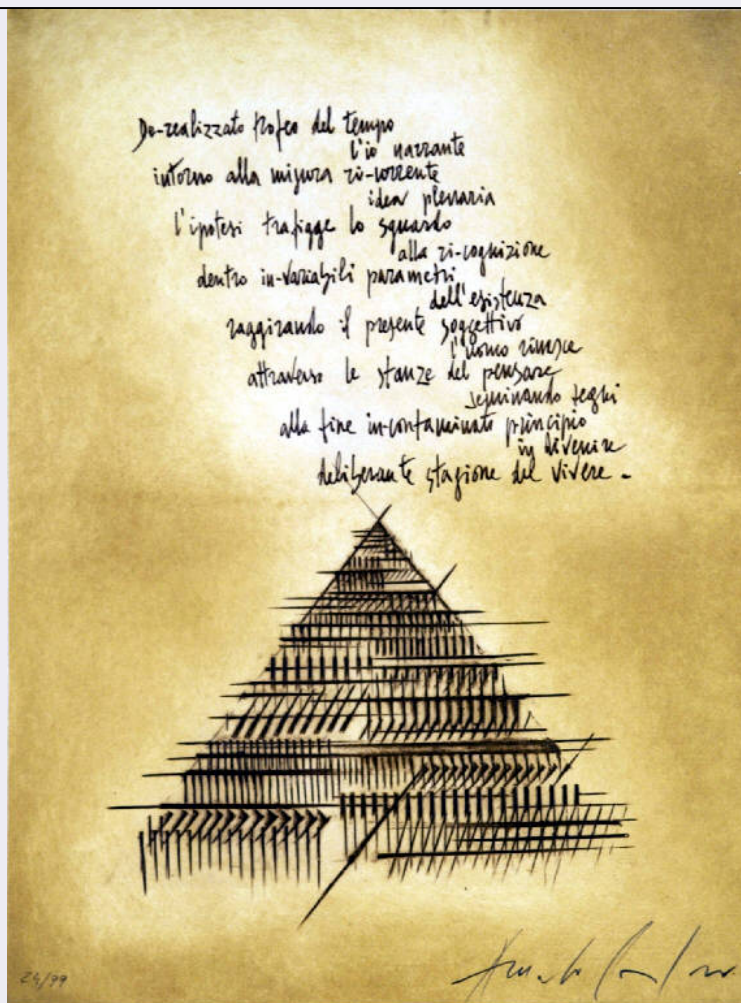 De-realizzato trofeo del tempo
l'io narrante
intorno alla misura ri-corrente
idea plenaria
l'ipotesi trafigge lo sguardo
alla ri-cognizione
dentro in-variabili parametri
dell'esistenza
raggirando il presente soggettivo
l'uomo rinasce
attraverso le stanze del pensare
seminando segni
alla fine in-contaminato principio
in divenire
deliberante stagione del vivere -
24/99